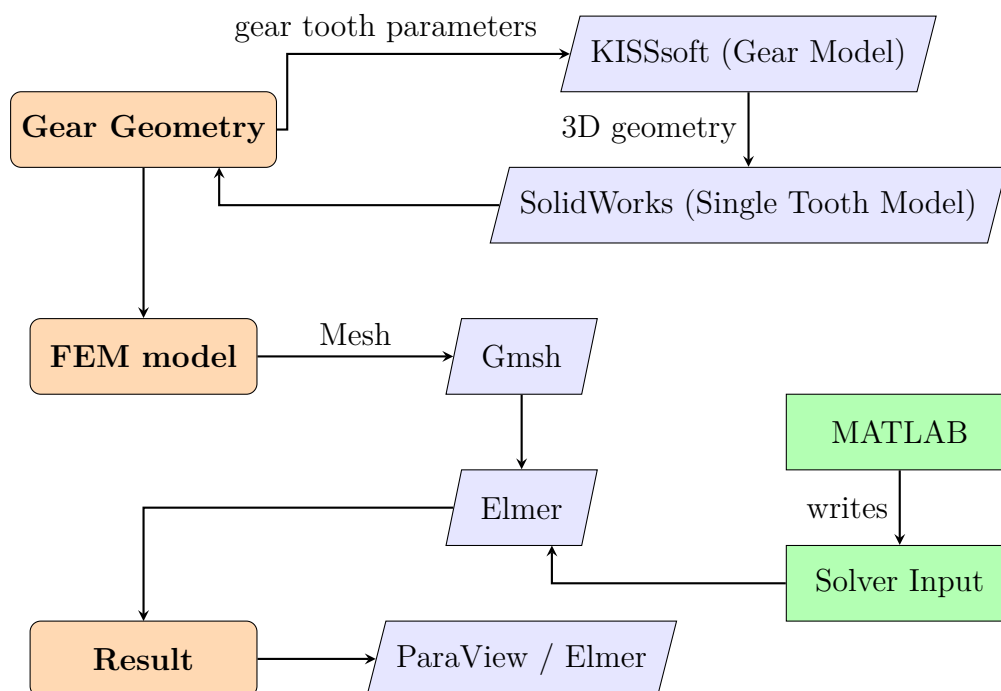 gear tooth parameters
KISSsoft (Gear Model)
Gear Geometry
3D geometry
SolidWorks (Single Tooth Model)
FEM model
Mesh
Gmsh
MATLAB
Elmer
writes
Solver Input
Result
ParaView / Elmer